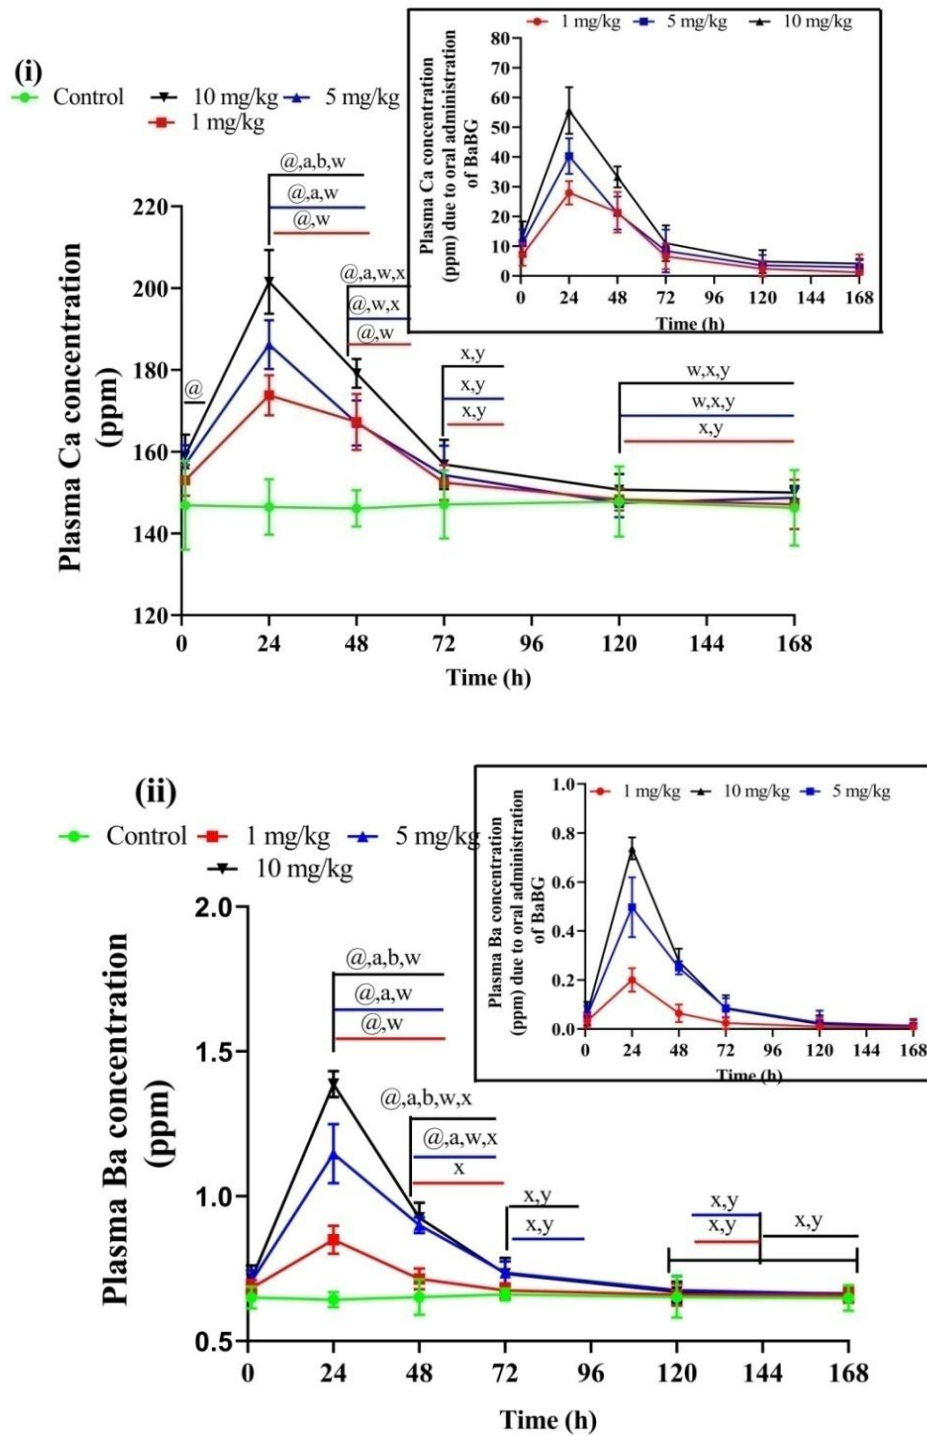 (i)
Control 10 mg/kg 5 mg/kg
1 mg/kg
Plasma Ca concentration
(ppm)
220
200
180
160
140
120
0 24 48 72 96 120 144 168
Time (h)
@
@,a,b,w
@,a,w
@,w
@,a,w,x
@,w,x
@,w
x,y
x,y
x,y
w,x,y
w,x,y
x,y
1 mg/kg 5 mg/kg 10 mg/kg
Plasma Ca concentration
(ppm) due to oral administration
of BaBG
80
70
60
50
40
30
20
10
0
0 24 48 72 96 120 144 168
Time (h)
(ii)
Control 1 mg/kg 5 mg/kg
10 mg/kg
Plasma Ba concentration
(ppm)
2.0
1.5
1.0
0.5
0 24 48 72 96 120 144 168
Time (h)
@,a,b,w
@,a,w
@,w
@,a,b,w,x
@,a,w,x
x
x,y
x,y
x,y
x,y
x,y
1 mg/kg 10 mg/kg 5 mg/kg
Plasma Ba concentration
(ppm) due to oral administration
of BaBG
1.0
0.8
0.6
0.4
0.2
0.0
0 24 48 72 96 120 144 168
Time (h)